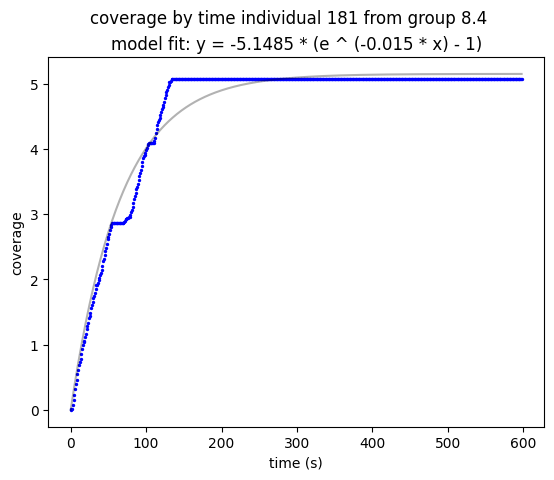 coverage by time individual 181 from group 8.4
model fit: y = -5.1485 * (e ^ (-0.015 * x) - 1)
coverage
5
4
3
2
1
0
0 100 200 300 400 500 600
time (s)